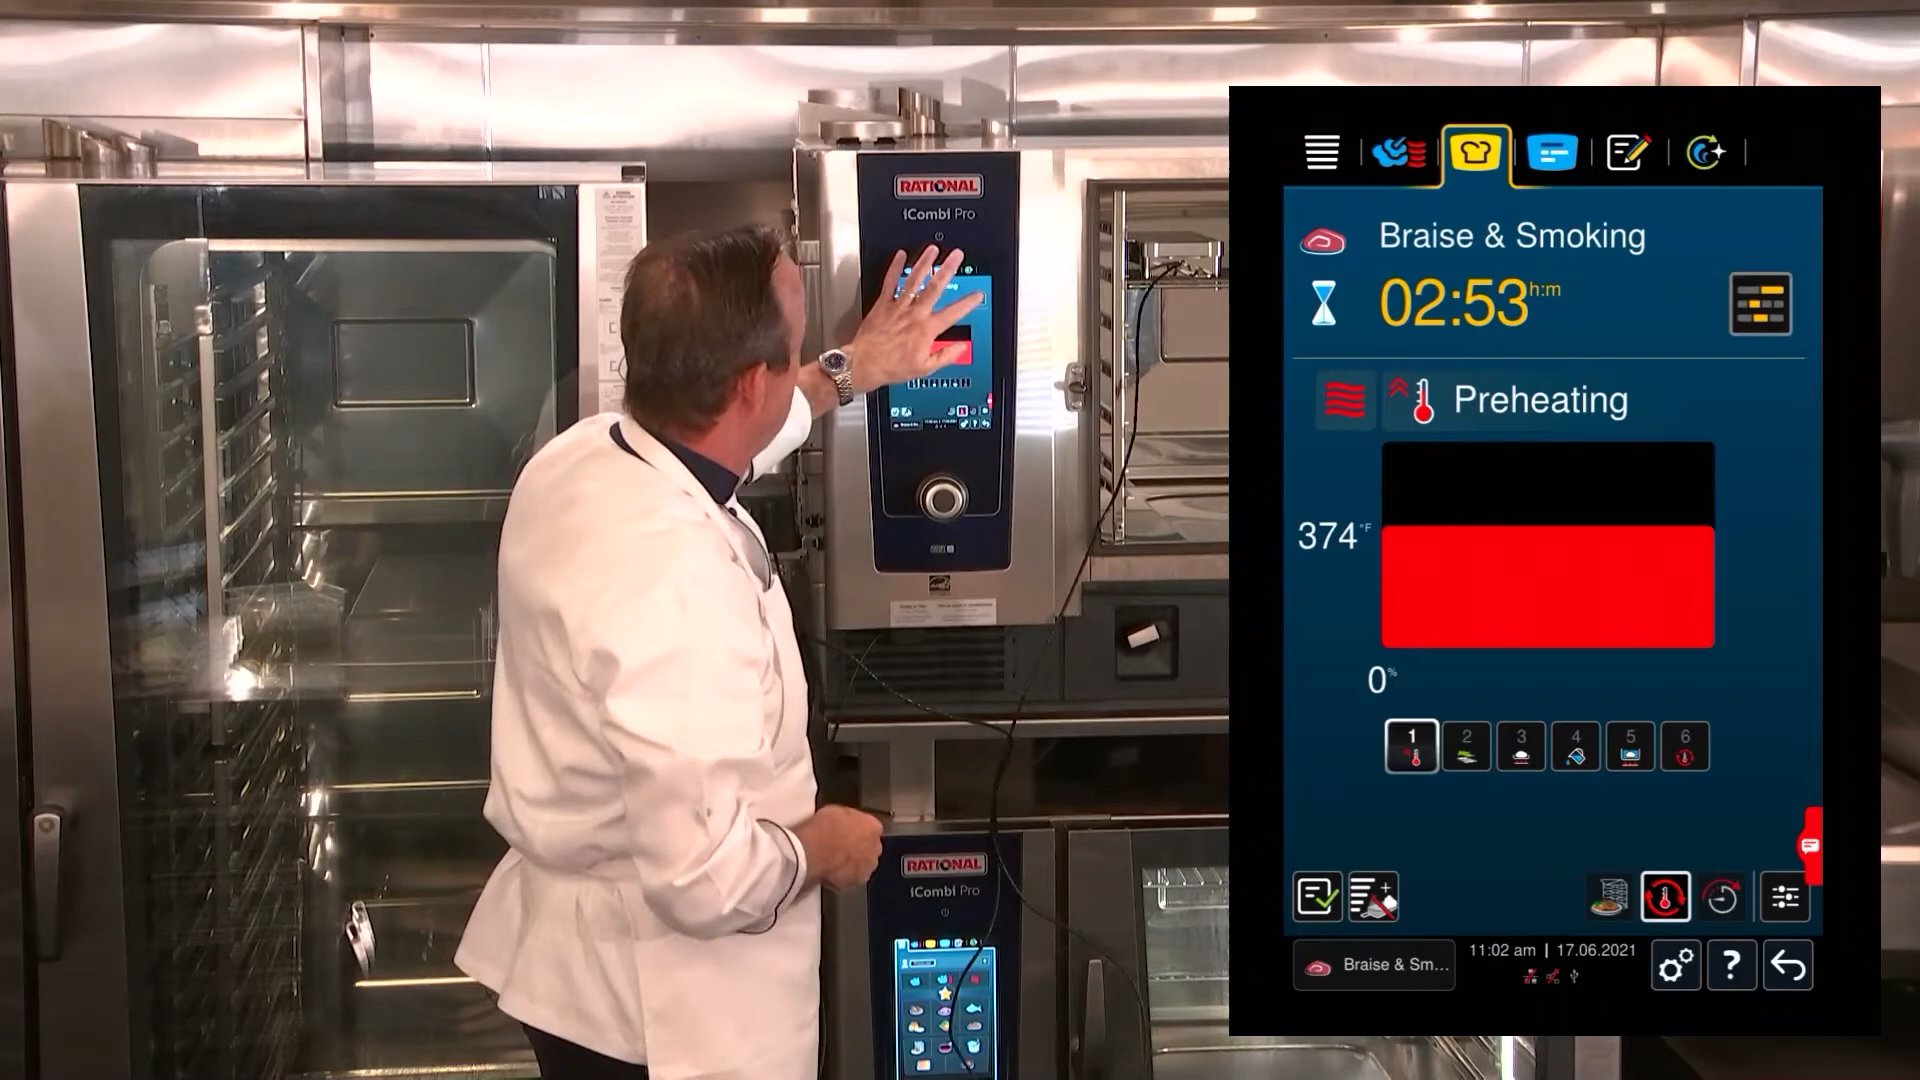 RATIONAL
iCombi Pro
RATIONAL
iCombi Pro
Braise & Smoking
02:53 h:m
Preheating
374 °F
0 %
1 2 3 4 5 6
Braise & Sm...
11:02 am | 17.06.2021
?